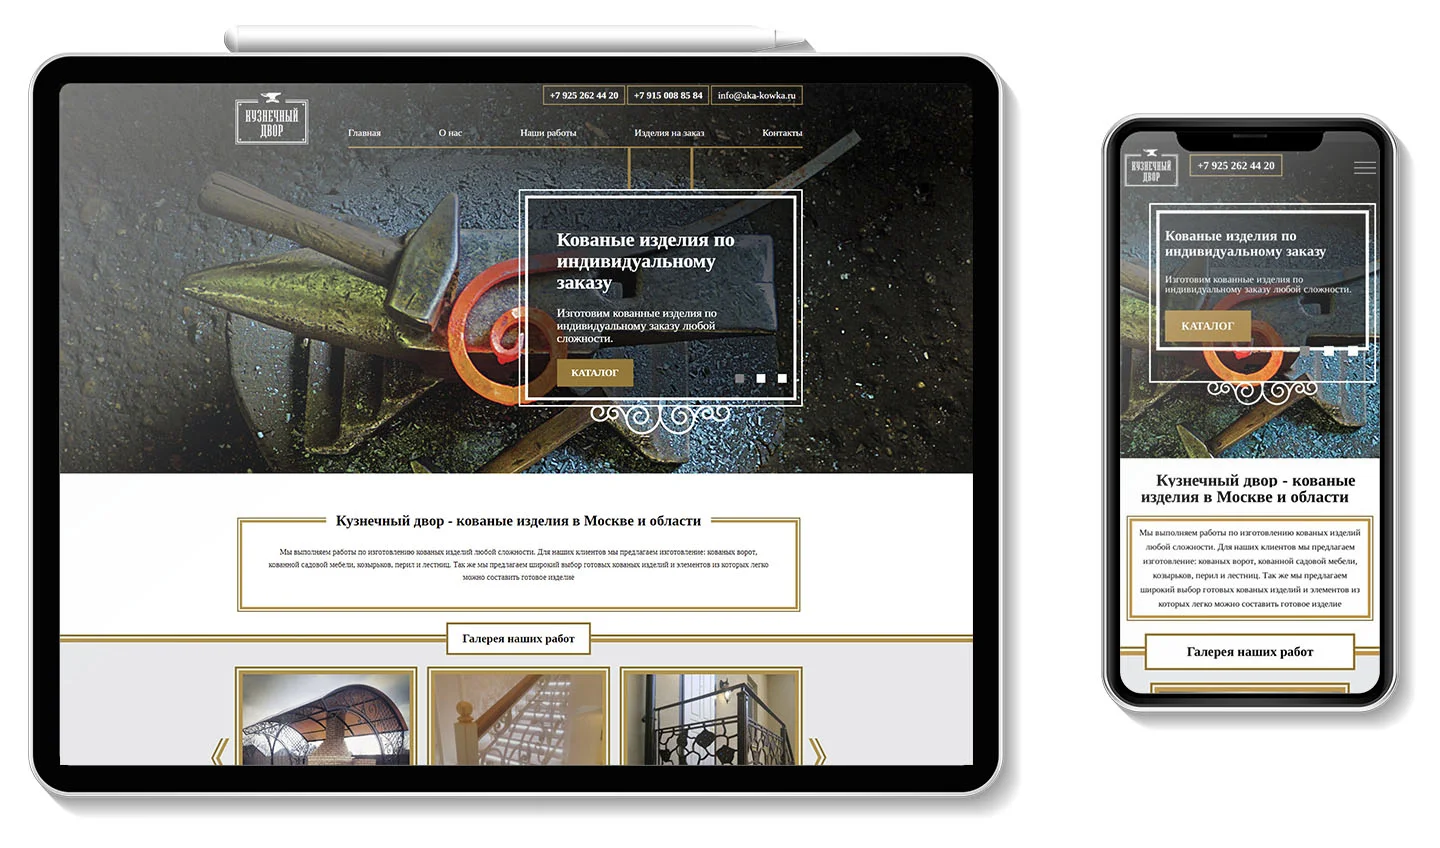 КУЗНЕЧНЫЙ
ДВОР
+7 925 262 44 20
+7 915 008 85 84
info@aka-kowka.ru
Главная
О нас
Наши работы
Изделия на заказ
Контакты
Кованые изделия по
индивидуальному
заказу
Изготовим кованные изделия по
индивидуальному заказу любой
сложности.
КАТАЛОГ
Кузнечный двор - кованые изделия в Москве и области
Мы выполняем работы по изготовлению кованых изделий любой сложности. Для наших клиентов мы предлагаем изготовление: кованых ворот,
кованной садовой мебели, козырьков, перил и лестниц. Так же мы предлагаем широкий выбор готовых кованых изделий и элементов из которых легко
можно составить готовое изделие
Галерея наших работ
КУЗНЕЧНЫЙ
ДВОР
+7 925 262 44 20
Кованые изделия по
индивидуальному заказу
Изготовим кованные изделия по
индивидуальному заказу любой сложности.
КАТАЛОГ
Кузнечный двор - кованые
изделия в Москве и области
Мы выполняем работы по изготовлению кованых изделий
любой сложности. Для наших клиентов мы предлагаем
изготовление: кованых ворот, кованной садовой мебели,
козырьков, перил и лестниц. Так же мы предлагаем
широкий выбор готовых кованых изделий и элементов из
которых легко можно составить готовое изделие
Галерея наших работ